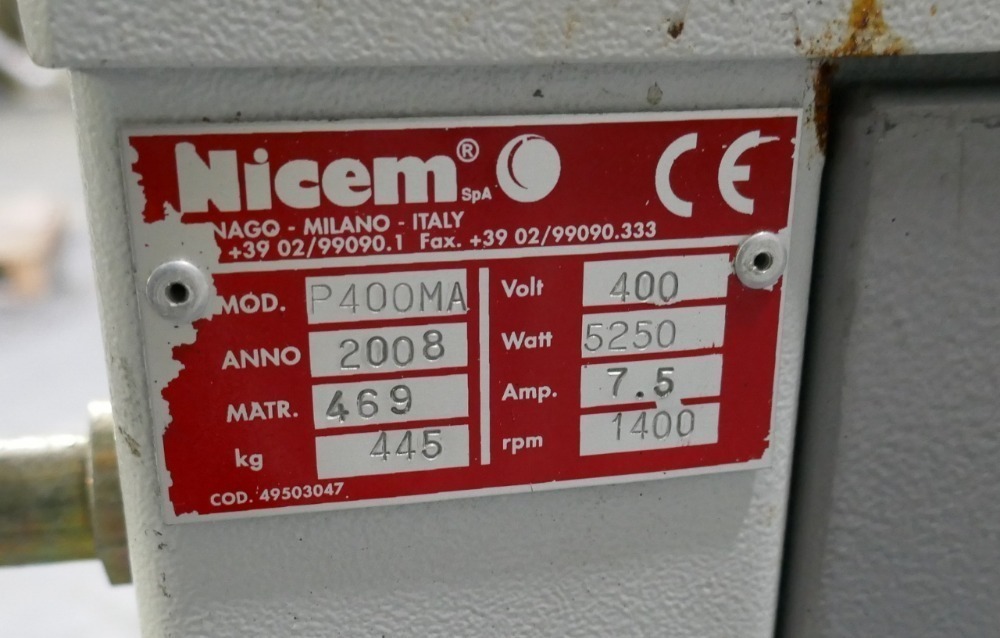 Nicem® SpA CE
NAGO - MILANO - ITALY
+39 02/99090.1 Fax. +39 02/99090.333
MOD. P400MA
ANNO 2008
MATR. 469
kg 445
COD. 49503047
Volt 400
Watt 5250
Amp. 7.5
rpm 1400